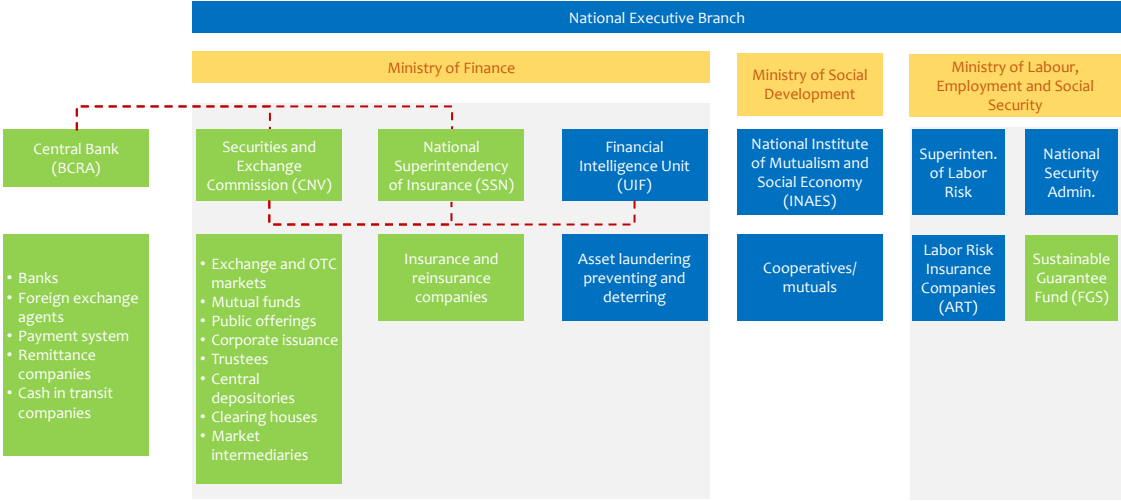 National Executive Branch
Ministry of Finance
Ministry of Social
Development
Ministry of Labour,
Employment and Social
Security
Central Bank
(BCRA)
Securities and
Exchange
Commission (CNV)
National
Superintendency
of Insurance (SSN)
Financial
Intelligence Unit
(UIF)
National Institute
of Mutualism and
Social Economy
(INAES)
Superinten.
of Labor
Risk
National
Security
Admin.
• Banks
• Foreign exchange
agents
• Payment system
• Remittance
companies
• Cash in transit
companies
• Exchange and OTC
markets
• Mutual funds
• Public offerings
• Corporate issuance
• Trustees
• Central
depositories
• Clearing houses
• Market
intermediaries
Insurance and
reinsurance
companies
Asset laundering
preventing and
deterring
Cooperatives/
mutuals
Labor Risk
Insurance
Companies
(ART)
Sustainable
Guarantee
Fund (FGS)